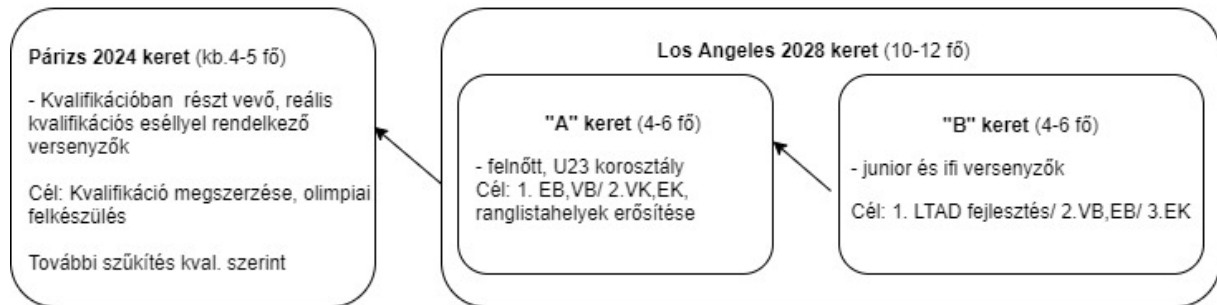 Párizs 2024 keret (kb.4-5 fő)
- Kvalifikációban  részt vevő, reális
kvalifikációs eséllyel rendelkező
versenyzők
Cél: Kvalifikáció megszerzése, olimpiai
felkészülés
További szűkítés kval. szerint
Los Angeles 2028 keret (10-12 fő)
"A" keret (4-6 fő)
- felnőtt, U23 korosztály
Cél: 1. EB,VB/ 2.VK,EK,
ranglistahelyek erősítése
"B" keret (4-6 fő)
- junior és ifi versenyzők
Cél: 1. LTAD fejlesztés/ 2.VB,EB/ 3.EK